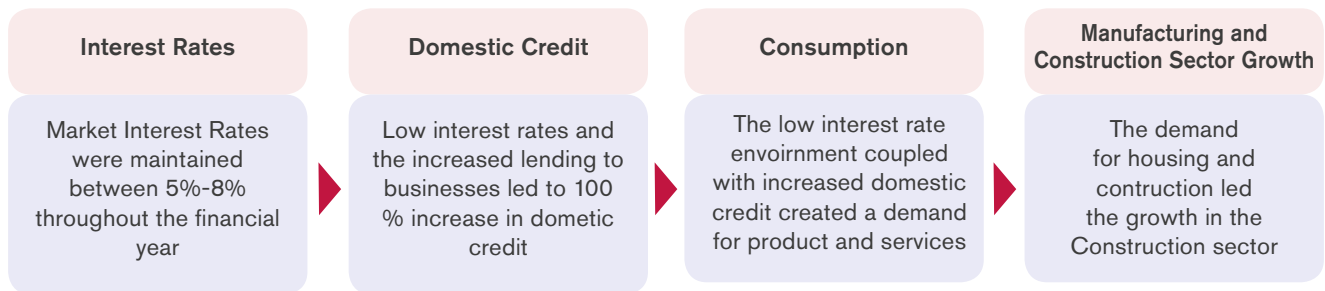 Interest Rates
Market Interest Rates
were maintained
between 5%-8%
throughout the financial
year
Domestic Credit
Low interest rates and
the increased lending to
businesses led to 100
% increase in dometic
credit
Consumption
The low interest rate
envoirnment coupled
with increased domestic
credit created a demand
for product and services
Manufacturing and
Construction Sector Growth
The demand
for housing and
contruction led
the growth in the
Construction sector